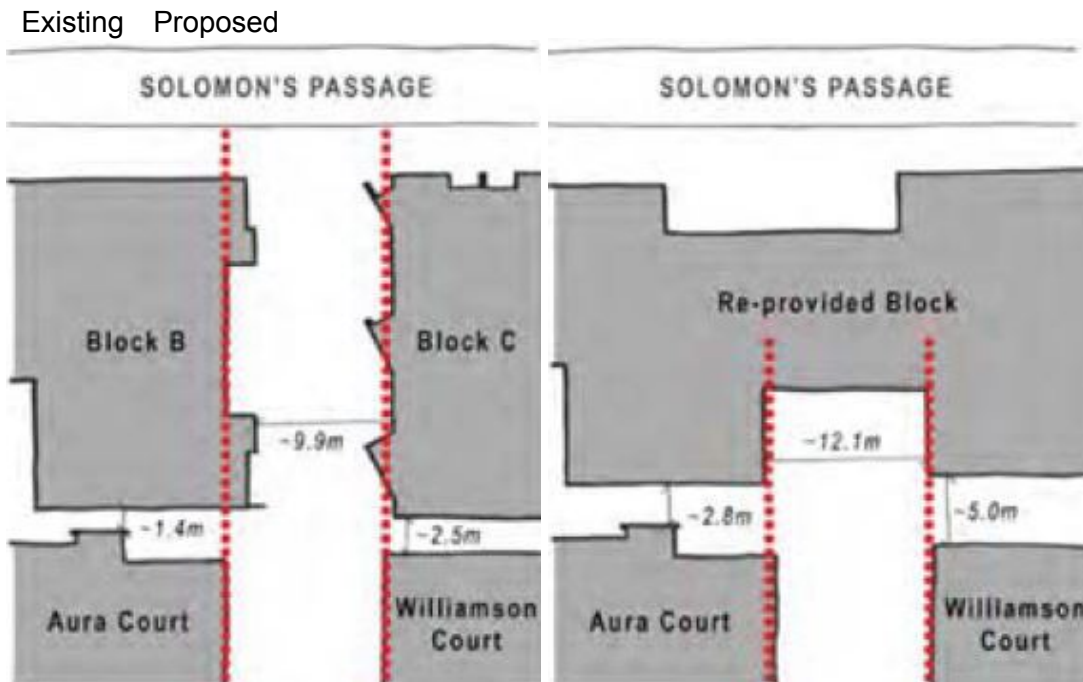 Existing Proposed
SOLOMON'S PASSAGE
Block B
Block C
~9.9m
~1.4m
~2.5m
Aura Court
Williamson
Court
SOLOMON'S PASSAGE
Re-provided Block
~12.1m
~2.8m
~5.0m
Aura Court
Williamson
Court